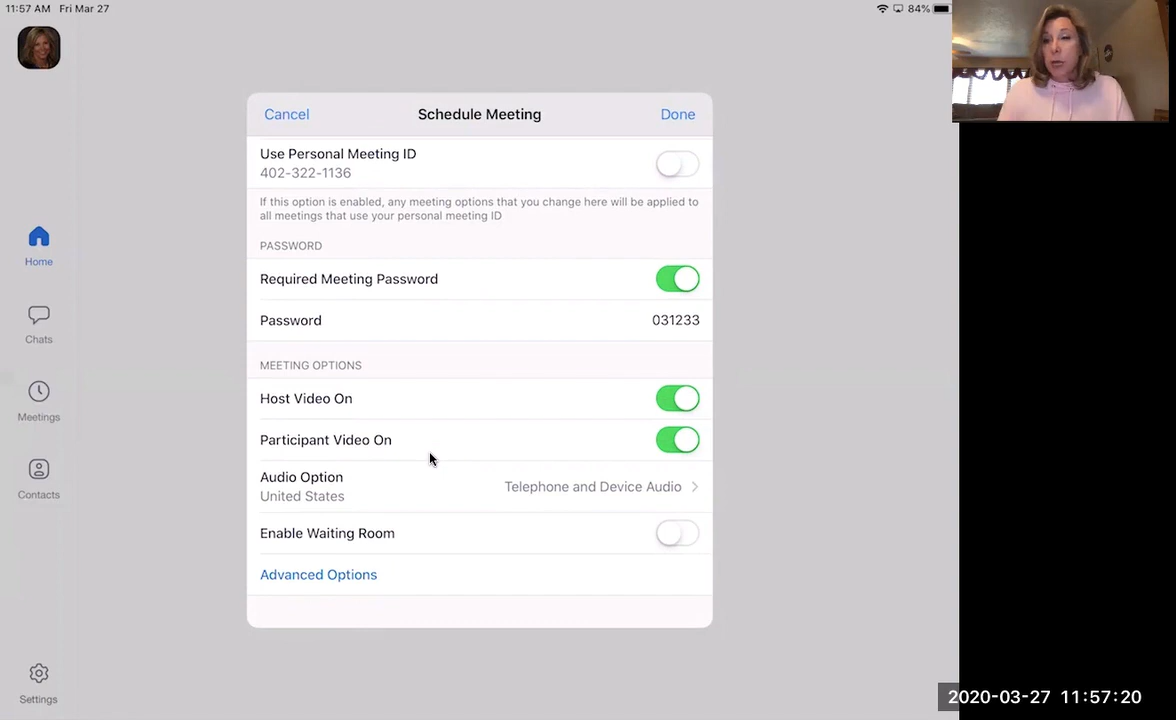 11:57 AM Fri Mar 27
84%
Cancel
Schedule Meeting
Done
Use Personal Meeting ID
402-322-1136
If this option is enabled, any meeting options that you change here will be applied to
all meetings that use your personal meeting ID
PASSWORD
Required Meeting Password
Password
031233
MEETING OPTIONS
Host Video On
Participant Video On
Audio Option
United States
Telephone and Device Audio
Enable Waiting Room
Advanced Options
Home
Chats
Meetings
Contacts
Settings
2020-03-27 11:57:20